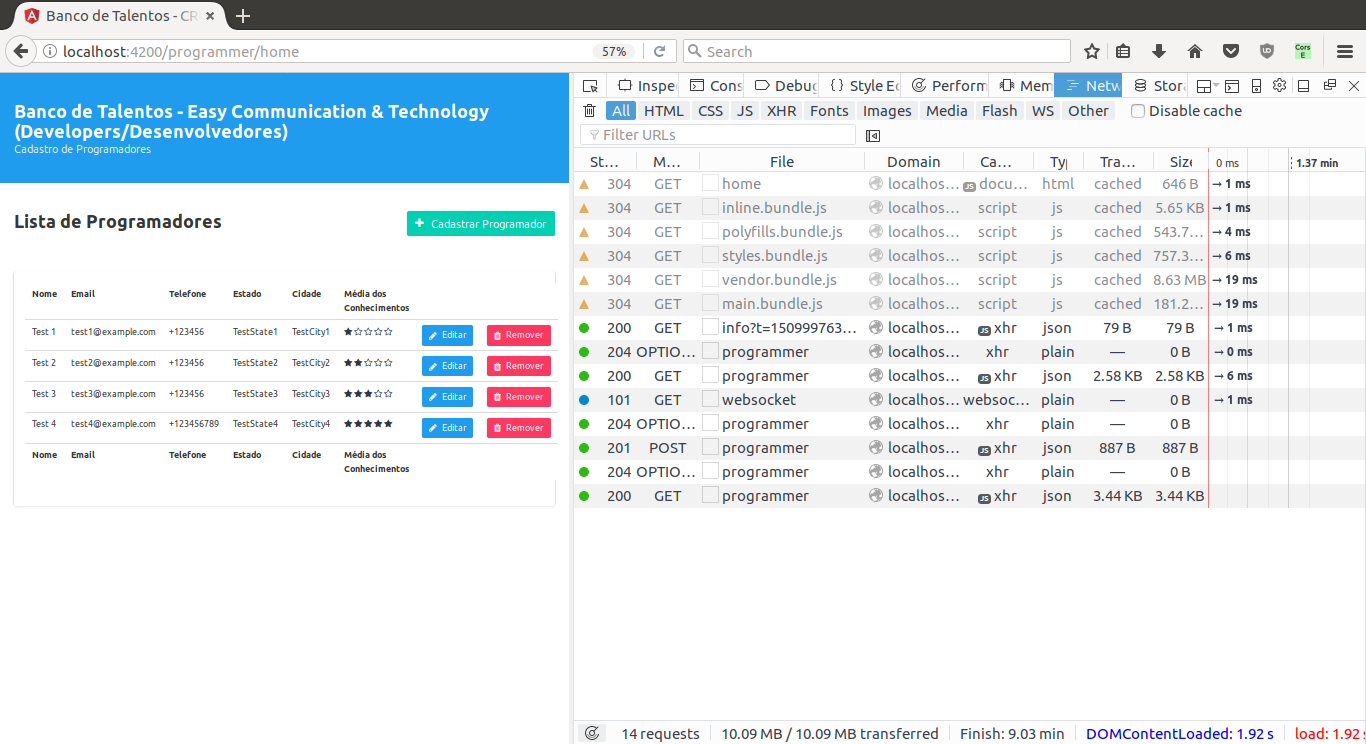 Banco de Talentos - CR
localhost:4200/programmer/home
57%
Search
Cors
E
Banco de Talentos - Easy Communication & Technology
(Developers/Desenvolvedores)
Cadastro de Programadores
Lista de Programadores
Cadastrar Programador
Nome Email Telefone Estado Cidade Média dos
Conhecimentos
Test 1 test1@example.com +123456 TestState1 TestCity1 Editar Remover
Test 2 test2@example.com +123456 TestState2 TestCity2 Editar Remover
Test 3 test3@example.com +123456 TestState3 TestCity3 Editar Remover
Test 4 test4@example.com +123456789 TestState4 TestCity4 Editar Remover
Nome Email Telefone Estado Cidade Média dos
Conhecimentos
Inspe Cons Debug Style Ed Perform Mem Netw Stor
All HTML CSS JS XHR Fonts Images Media Flash WS Other Disable cache
Filter URLs
St... M... File Domain Ca... Typ Tra... Size 0 ms 1.37 min
304 GET home localhos... JS docu... html cached 646 B → 1 ms
304 GET inline.bundle.js localhos... script js cached 5.65 KB → 1 ms
304 GET polyfills.bundle.js localhos... script js cached 543.7... → 4 ms
304 GET styles.bundle.js localhos... script js cached 757.3... → 6 ms
304 GET vendor.bundle.js localhos... script js cached 8.63 MB → 19 ms
304 GET main.bundle.js localhos... script js cached 181.2... → 19 ms
200 GET info?t=150999763... localhos... JS xhr json 79 B 79 B → 1 ms
204 OPTIO... programmer localhos... xhr plain — 0 B → 0 ms
200 GET programmer localhos... JS xhr json 2.58 KB 2.58 KB → 6 ms
101 GET websocket localhos... websoc... plain — 0 B → 1 ms
204 OPTIO... programmer localhos... xhr plain — 0 B
201 POST programmer localhos... JS xhr json 887 B 887 B
204 OPTIO... programmer localhos... xhr plain — 0 B
200 GET programmer localhos... JS xhr json 3.44 KB 3.44 KB
14 requests 10.09 MB / 10.09 MB transferred Finish: 9.03 min DOMContentLoaded: 1.92 s load: 1.92 s